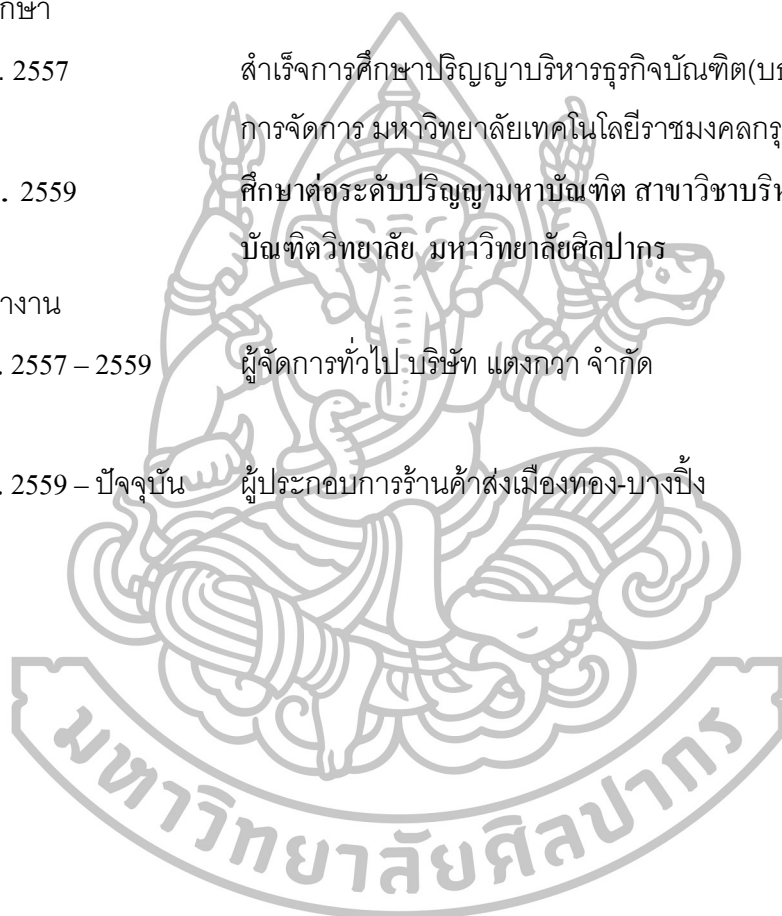 กษา
. 2557 สำเร็จการศึกษาปริญญาบริหารธุรกิจบัณฑิต(บธ
การจัดการ มหาวิทยาลัยเทคโนโลยีราชมงคลกรุ
. 2559 ศึกษาต่อระดับปริญญามหาบัณฑิต สาขาวิชาบริห
บัณฑิตวิทยาลัย มหาวิทยาลัยศิลปากร
ำงาน
. 2557 – 2559 ผู้จัดการทั่วไป บริษัท แตงกวา จำกัด
. 2559 – ปัจจุบัน ผู้ประกอบการร้านค้าส่งเมืองทอง-บางปิ้ง
มหาวิทยาลัยศิลปากร